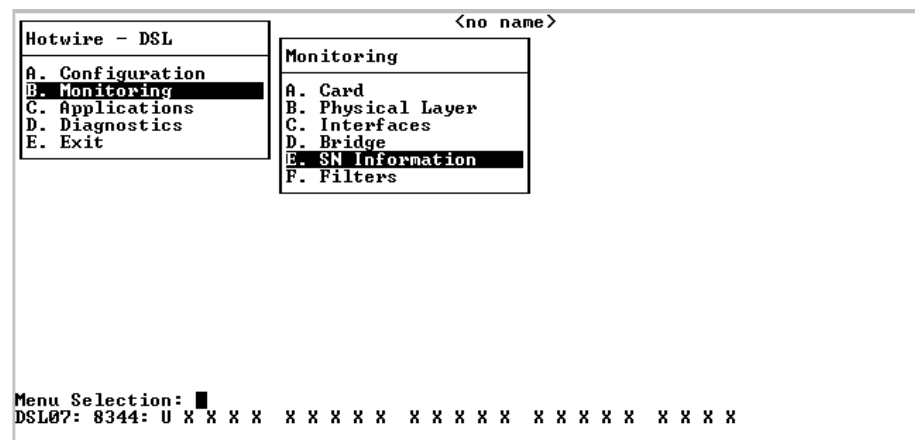 <no name>
Hotwire - DSL
A. Configuration
B. Monitoring
C. Applications
D. Diagnostics
E. Exit
Monitoring
A. Card
B. Physical Layer
C. Interfaces
D. Bridge
E. SN Information
F. Filters
Menu Selection:
DSL07: 8344: U X X X X  X X X X X  X X X X X  X X X X X  X X X X